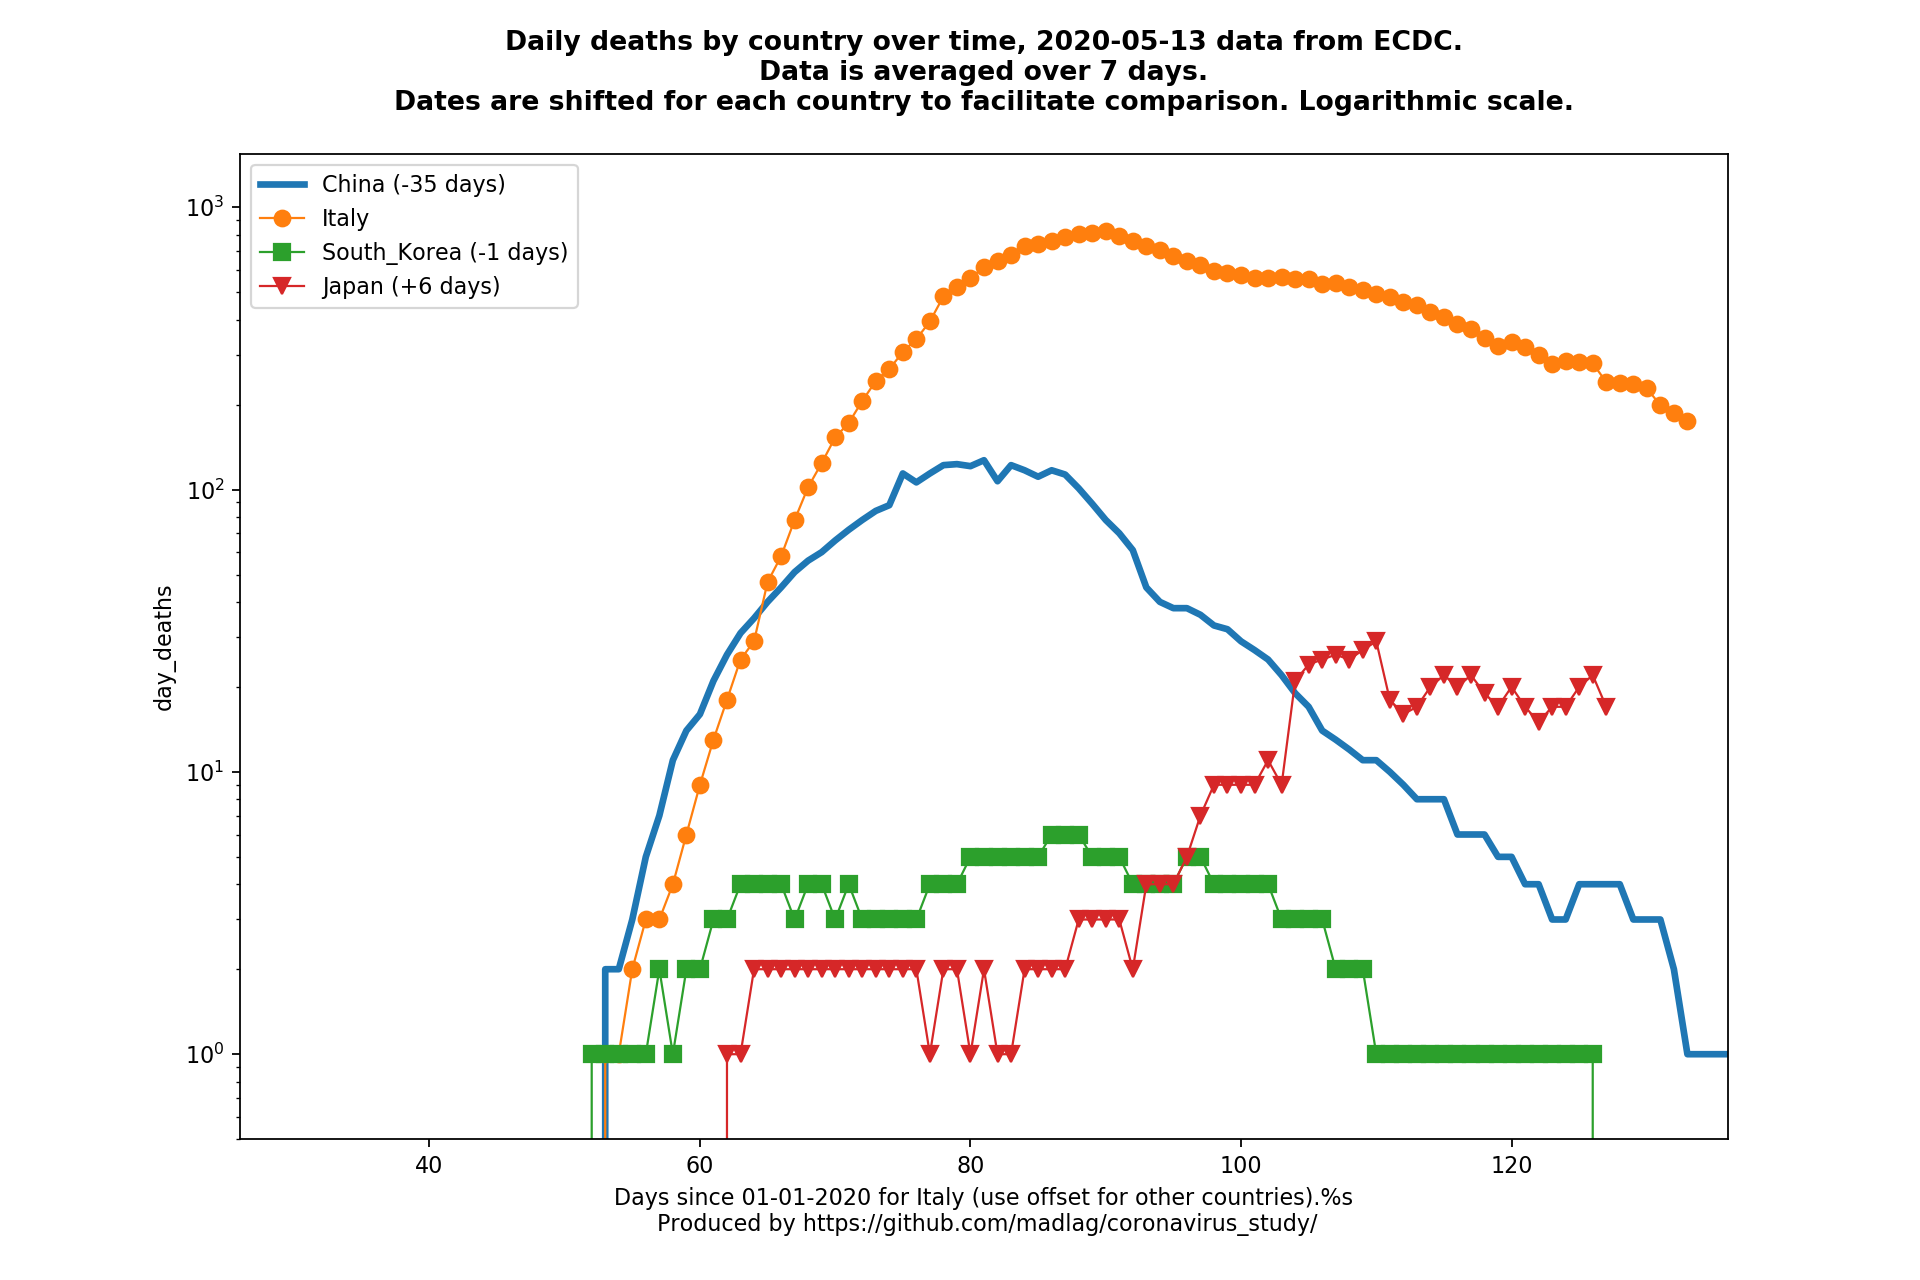 Daily deaths by country over time, 2020-05-13 data from ECDC.
Data is averaged over 7 days.
Dates are shifted for each country to facilitate comparison. Logarithmic scale.
China (-35 days)
Italy
South_Korea (-1 days)
Japan (+6 days)
10³
10²
10¹
10⁰
day_deaths
40 60 80 100 120
Days since 01-01-2020 for Italy (use offset for other countries).%s
Produced by https://github.com/madlag/coronavirus_study/